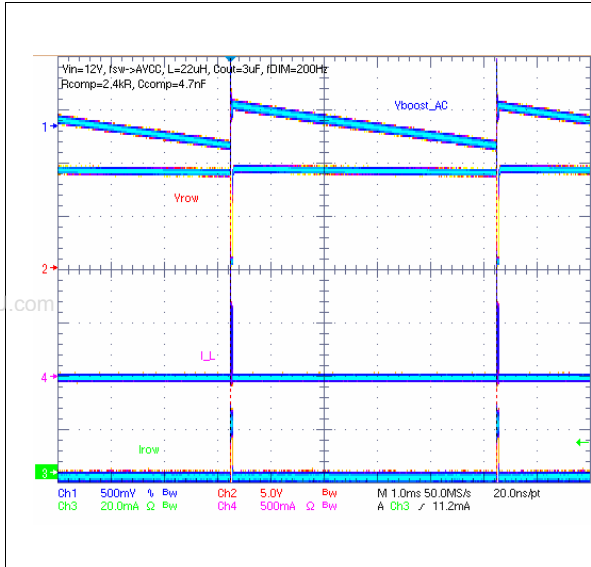 Vin=12V, fsw->AVCC, L=22uH, Cout=3uF, fDIM=200Hz
Rcomp=2,4kR, Ccomp=4.7nF
1
Vboost_AC
Vrow
2
u.com
I_L
4
Irow
3
Ch1 500mV % Bw Ch2 5.0V Bw M 1.0ms 50.0MS/s 20.0ns/pt
Ch3 20.0mA Ω Bw Ch4 500mA Ω Bw A Ch3 / 11.2mA